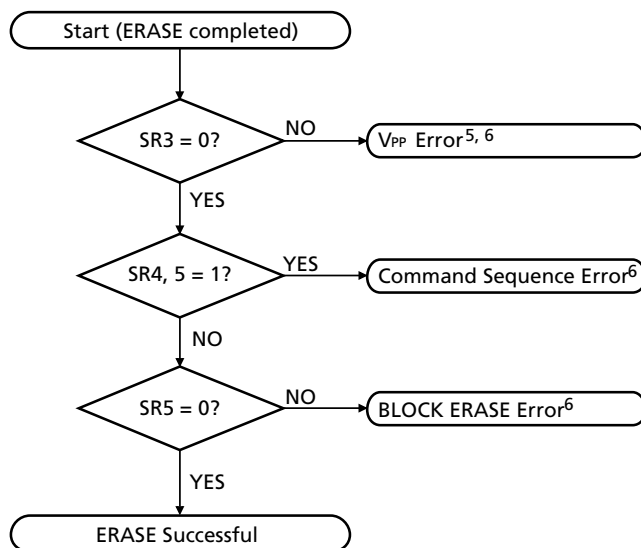 Start (ERASE completed)
SR3 = 0?
NO
VPP Error5, 6
YES
SR4, 5 = 1?
YES
Command Sequence Error6
NO
SR5 = 0?
NO
BLOCK ERASE Error6
YES
ERASE Successful